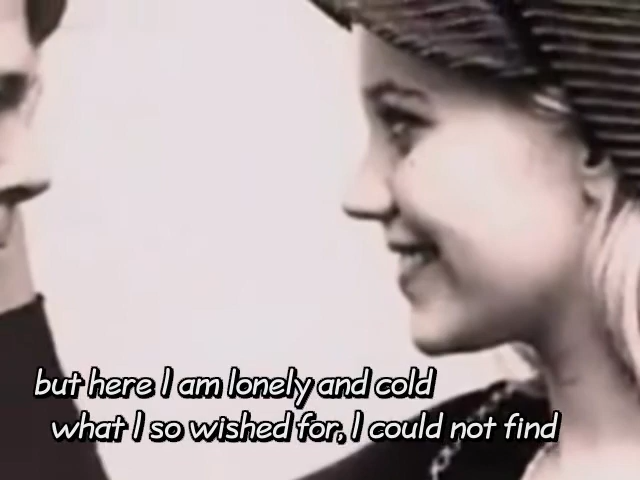 but here I am lonely and cold
what I so wished for, I could not find